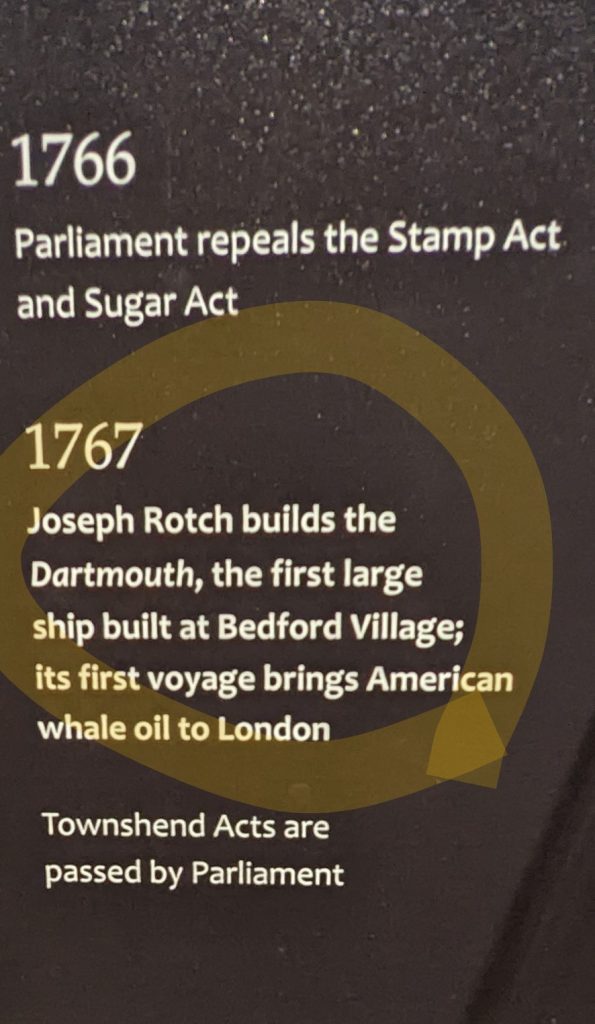 1766
Parliament repeals the Stamp Act
and Sugar Act
1767
Joseph Rotch builds the
Dartmouth, the first large
ship built at Bedford Village;
its first voyage brings American
whale oil to London
Townshend Acts are
passed by Parliament